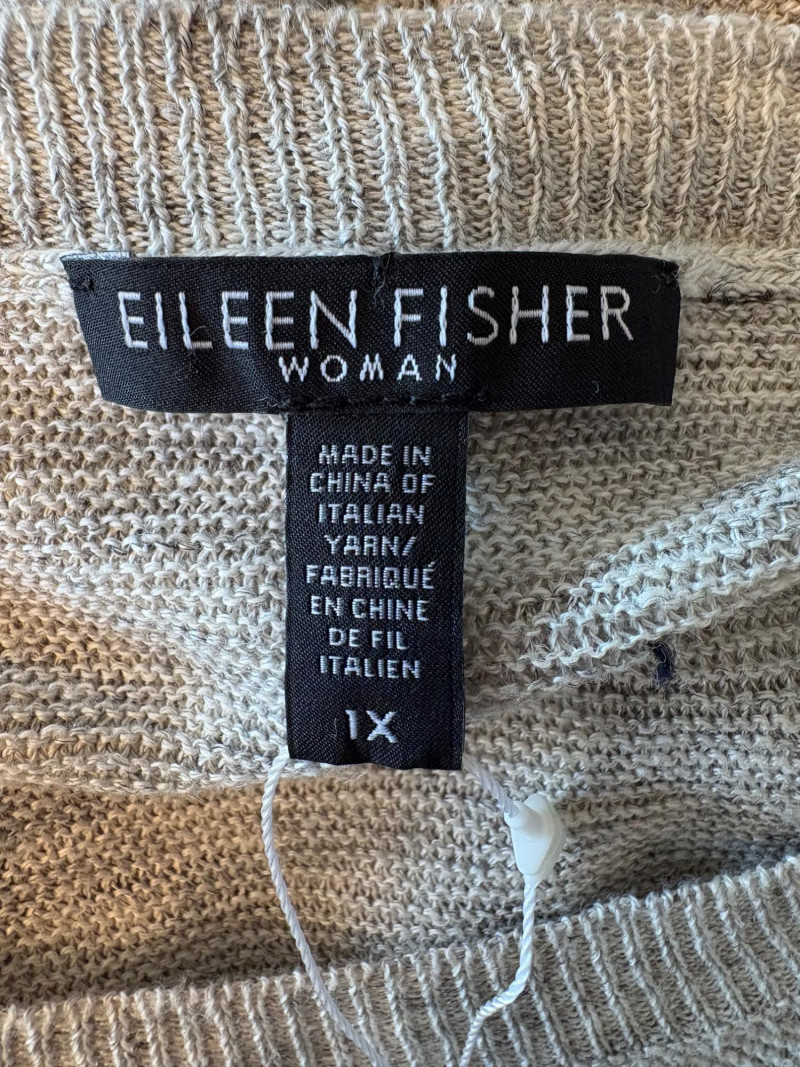 EILEEN FISHER
WOMAN
MADE IN
CHINA OF
ITALIAN
YARN/
FABRIQUÉ
EN CHINE
DE FIL
ITALIEN
1X